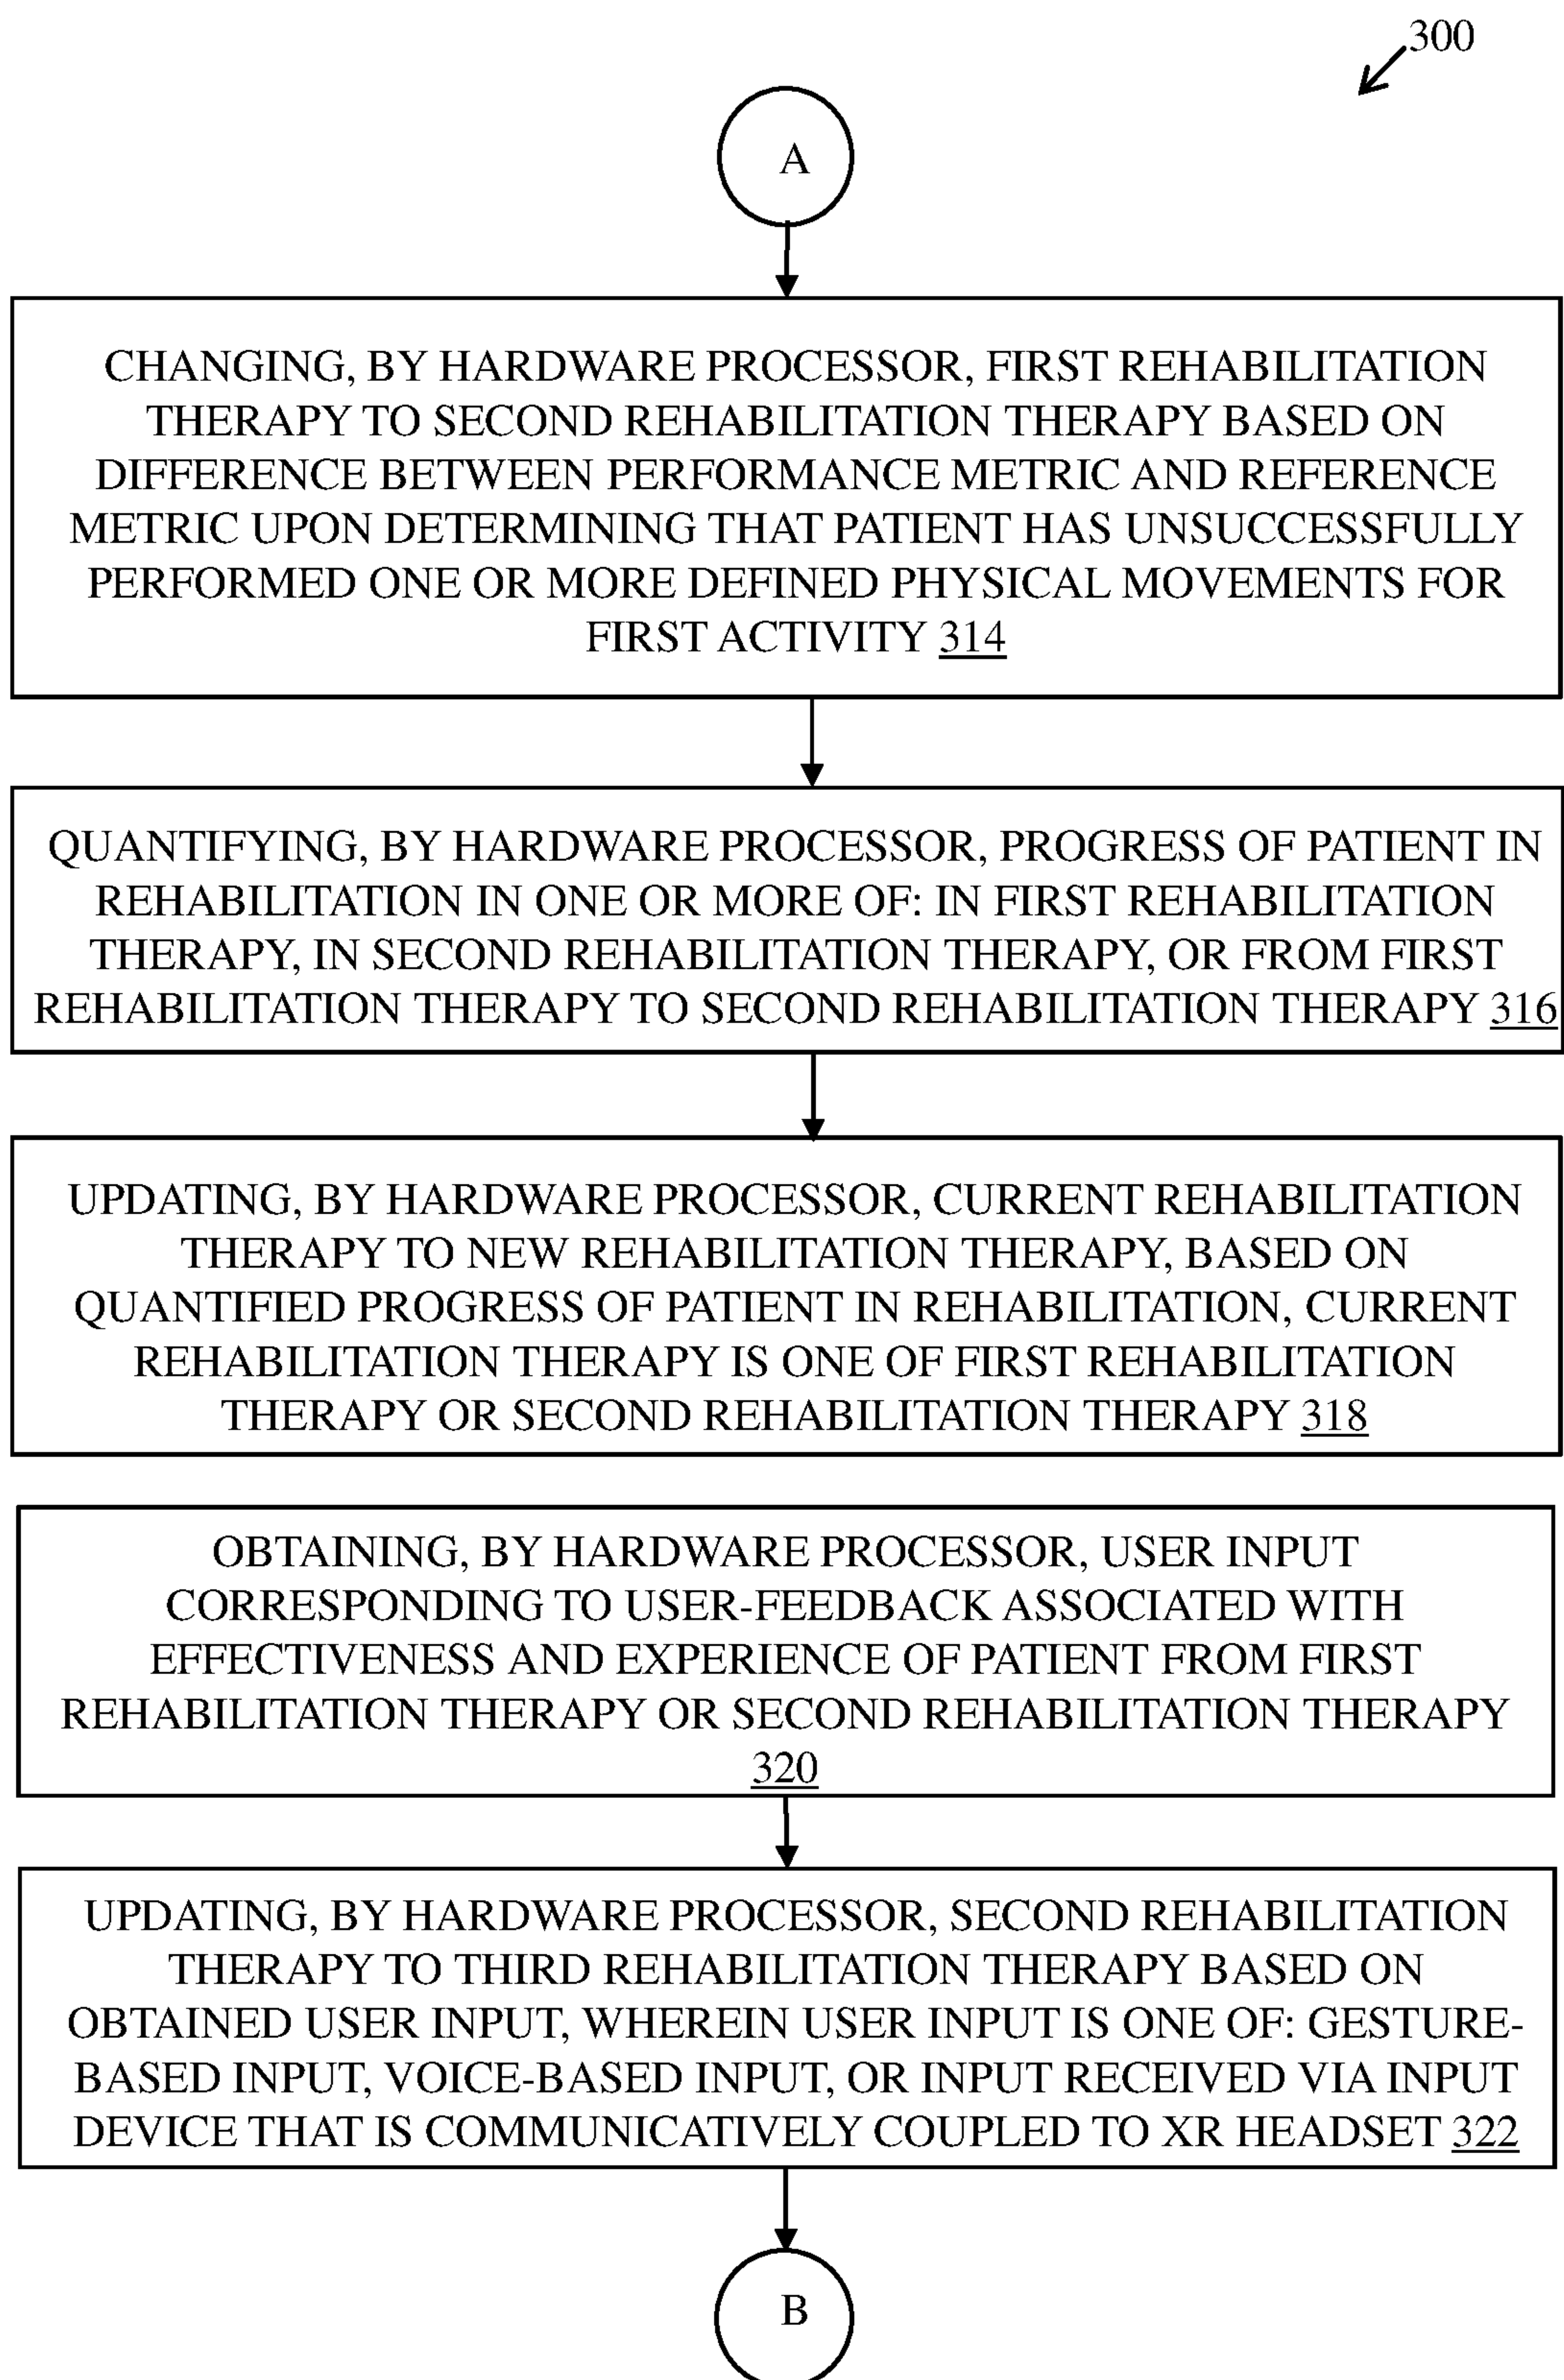 300
A
CHANGING, BY HARDWARE PROCESSOR, FIRST REHABILITATION
THERAPY TO SECOND REHABILITATION THERAPY BASED ON
DIFFERENCE BETWEEN PERFORMANCE METRIC AND REFERENCE
METRIC UPON DETERMINING THAT PATIENT HAS UNSUCCESSFULLY
PERFORMED ONE OR MORE DEFINED PHYSICAL MOVEMENTS FOR
FIRST ACTIVITY 314
QUANTIFYING, BY HARDWARE PROCESSOR, PROGRESS OF PATIENT IN
REHABILITATION IN ONE OR MORE OF: IN FIRST REHABILITATION
THERAPY, IN SECOND REHABILITATION THERAPY, OR FROM FIRST
REHABILITATION THERAPY TO SECOND REHABILITATION THERAPY 316
UPDATING, BY HARDWARE PROCESSOR, CURRENT REHABILITATION
THERAPY TO NEW REHABILITATION THERAPY, BASED ON
QUANTIFIED PROGRESS OF PATIENT IN REHABILITATION, CURRENT
REHABILITATION THERAPY IS ONE OF FIRST REHABILITATION
THERAPY OR SECOND REHABILITATION THERAPY 318
OBTAINING, BY HARDWARE PROCESSOR, USER INPUT
CORRESPONDING TO USER-FEEDBACK ASSOCIATED WITH
EFFECTIVENESS AND EXPERIENCE OF PATIENT FROM FIRST
REHABILITATION THERAPY OR SECOND REHABILITATION THERAPY
320
UPDATING, BY HARDWARE PROCESSOR, SECOND REHABILITATION
THERAPY TO THIRD REHABILITATION THERAPY BASED ON
OBTAINED USER INPUT, WHEREIN USER INPUT IS ONE OF: GESTURE-
BASED INPUT, VOICE-BASED INPUT, OR INPUT RECEIVED VIA INPUT
DEVICE THAT IS COMMUNICATIVELY COUPLED TO XR HEADSET 322
B